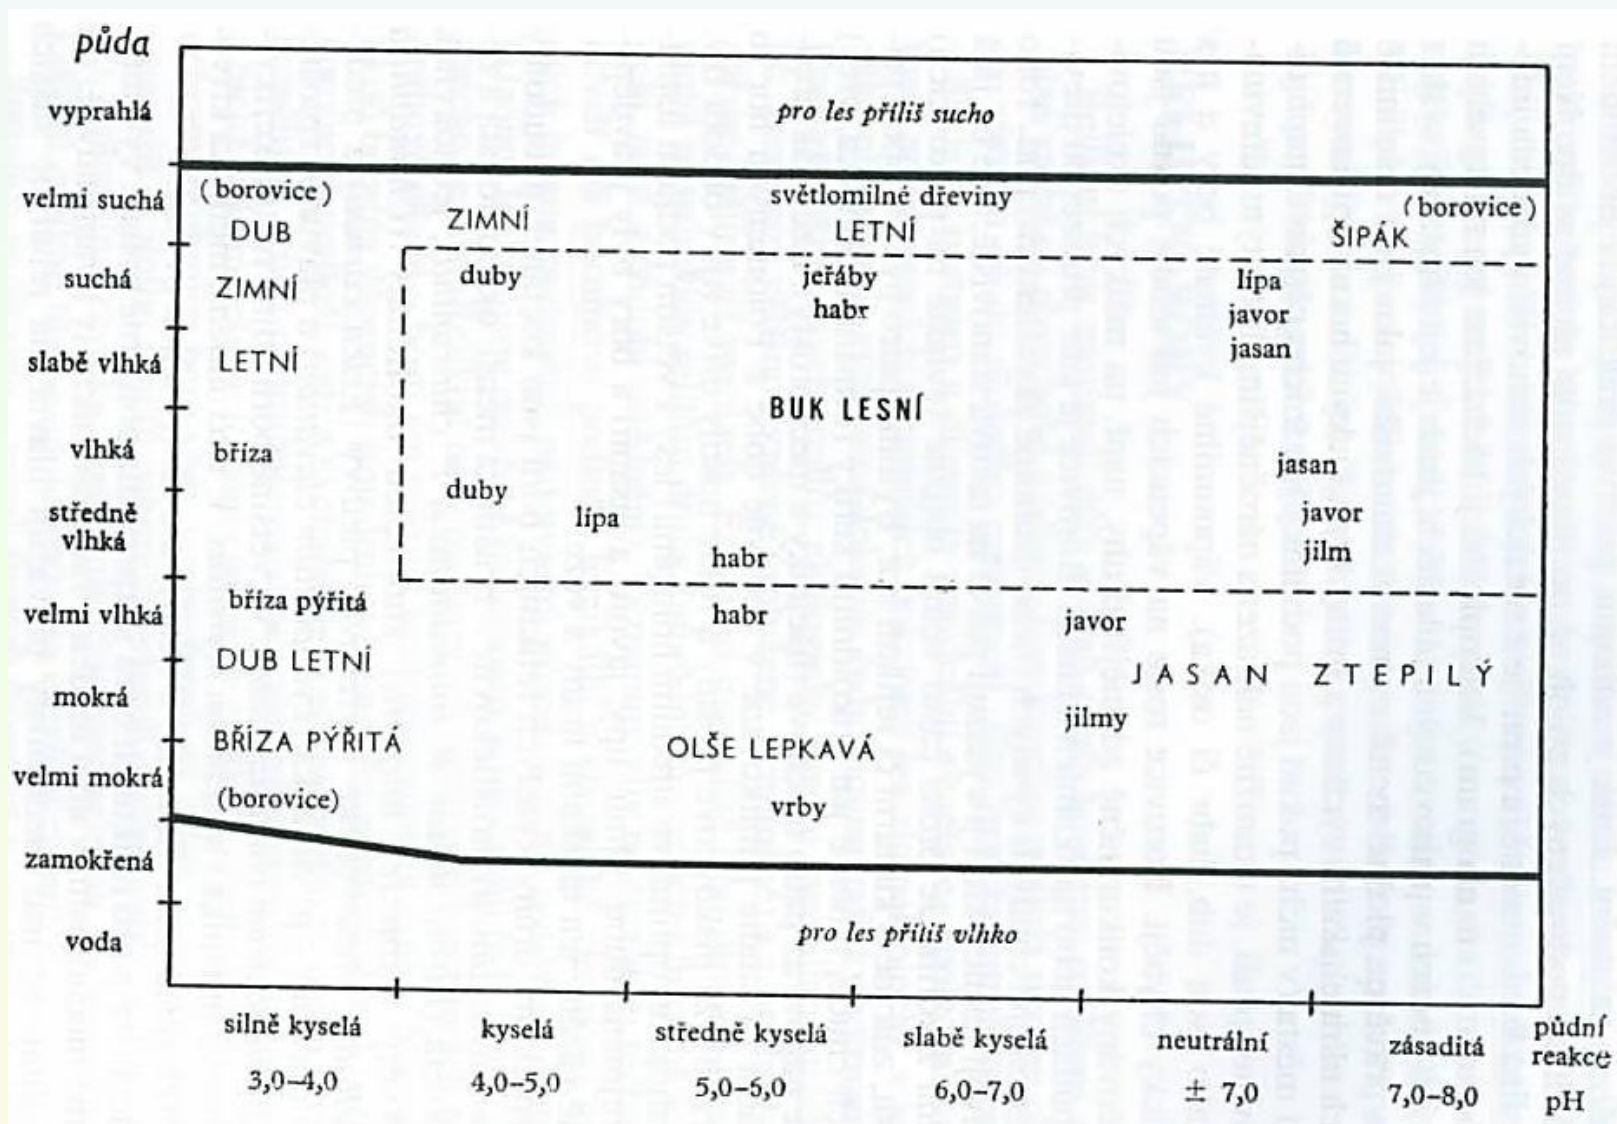 půda
vyprahlá
pro les příliš sucho
velmi suchá
(borovice)
světlomilné dřeviny
(borovice)
DUB
ZIMNÍ
LETNÍ
ŠIPÁK
suchá
ZIMNÍ
duby
jeřáby
lípa
habr
javor
slabě vlhká
LETNÍ
jasan
BUK LESNÍ
vlhká
bříza
jasan
duby
středně
vlhká
lípa
javor
habr
jilm
velmi vlhká
bříza pýřitá
habr
javor
DUB LETNÍ
JASAN ZTEPILÝ
mokrá
jilmy
BŘÍZA PÝŘITÁ
OLŠE LEPKAVÁ
velmi mokrá
(borovice)
vrby
zamokřená
voda
pro les příliš vlhko
silně kyselá
kyselá
středně kyselá
slabě kyselá
neutrální
zásaditá
půdní
reakce
3,0–4,0
4,0–5,0
5,0–6,0
6,0–7,0
± 7,0
7,0–8,0
pH